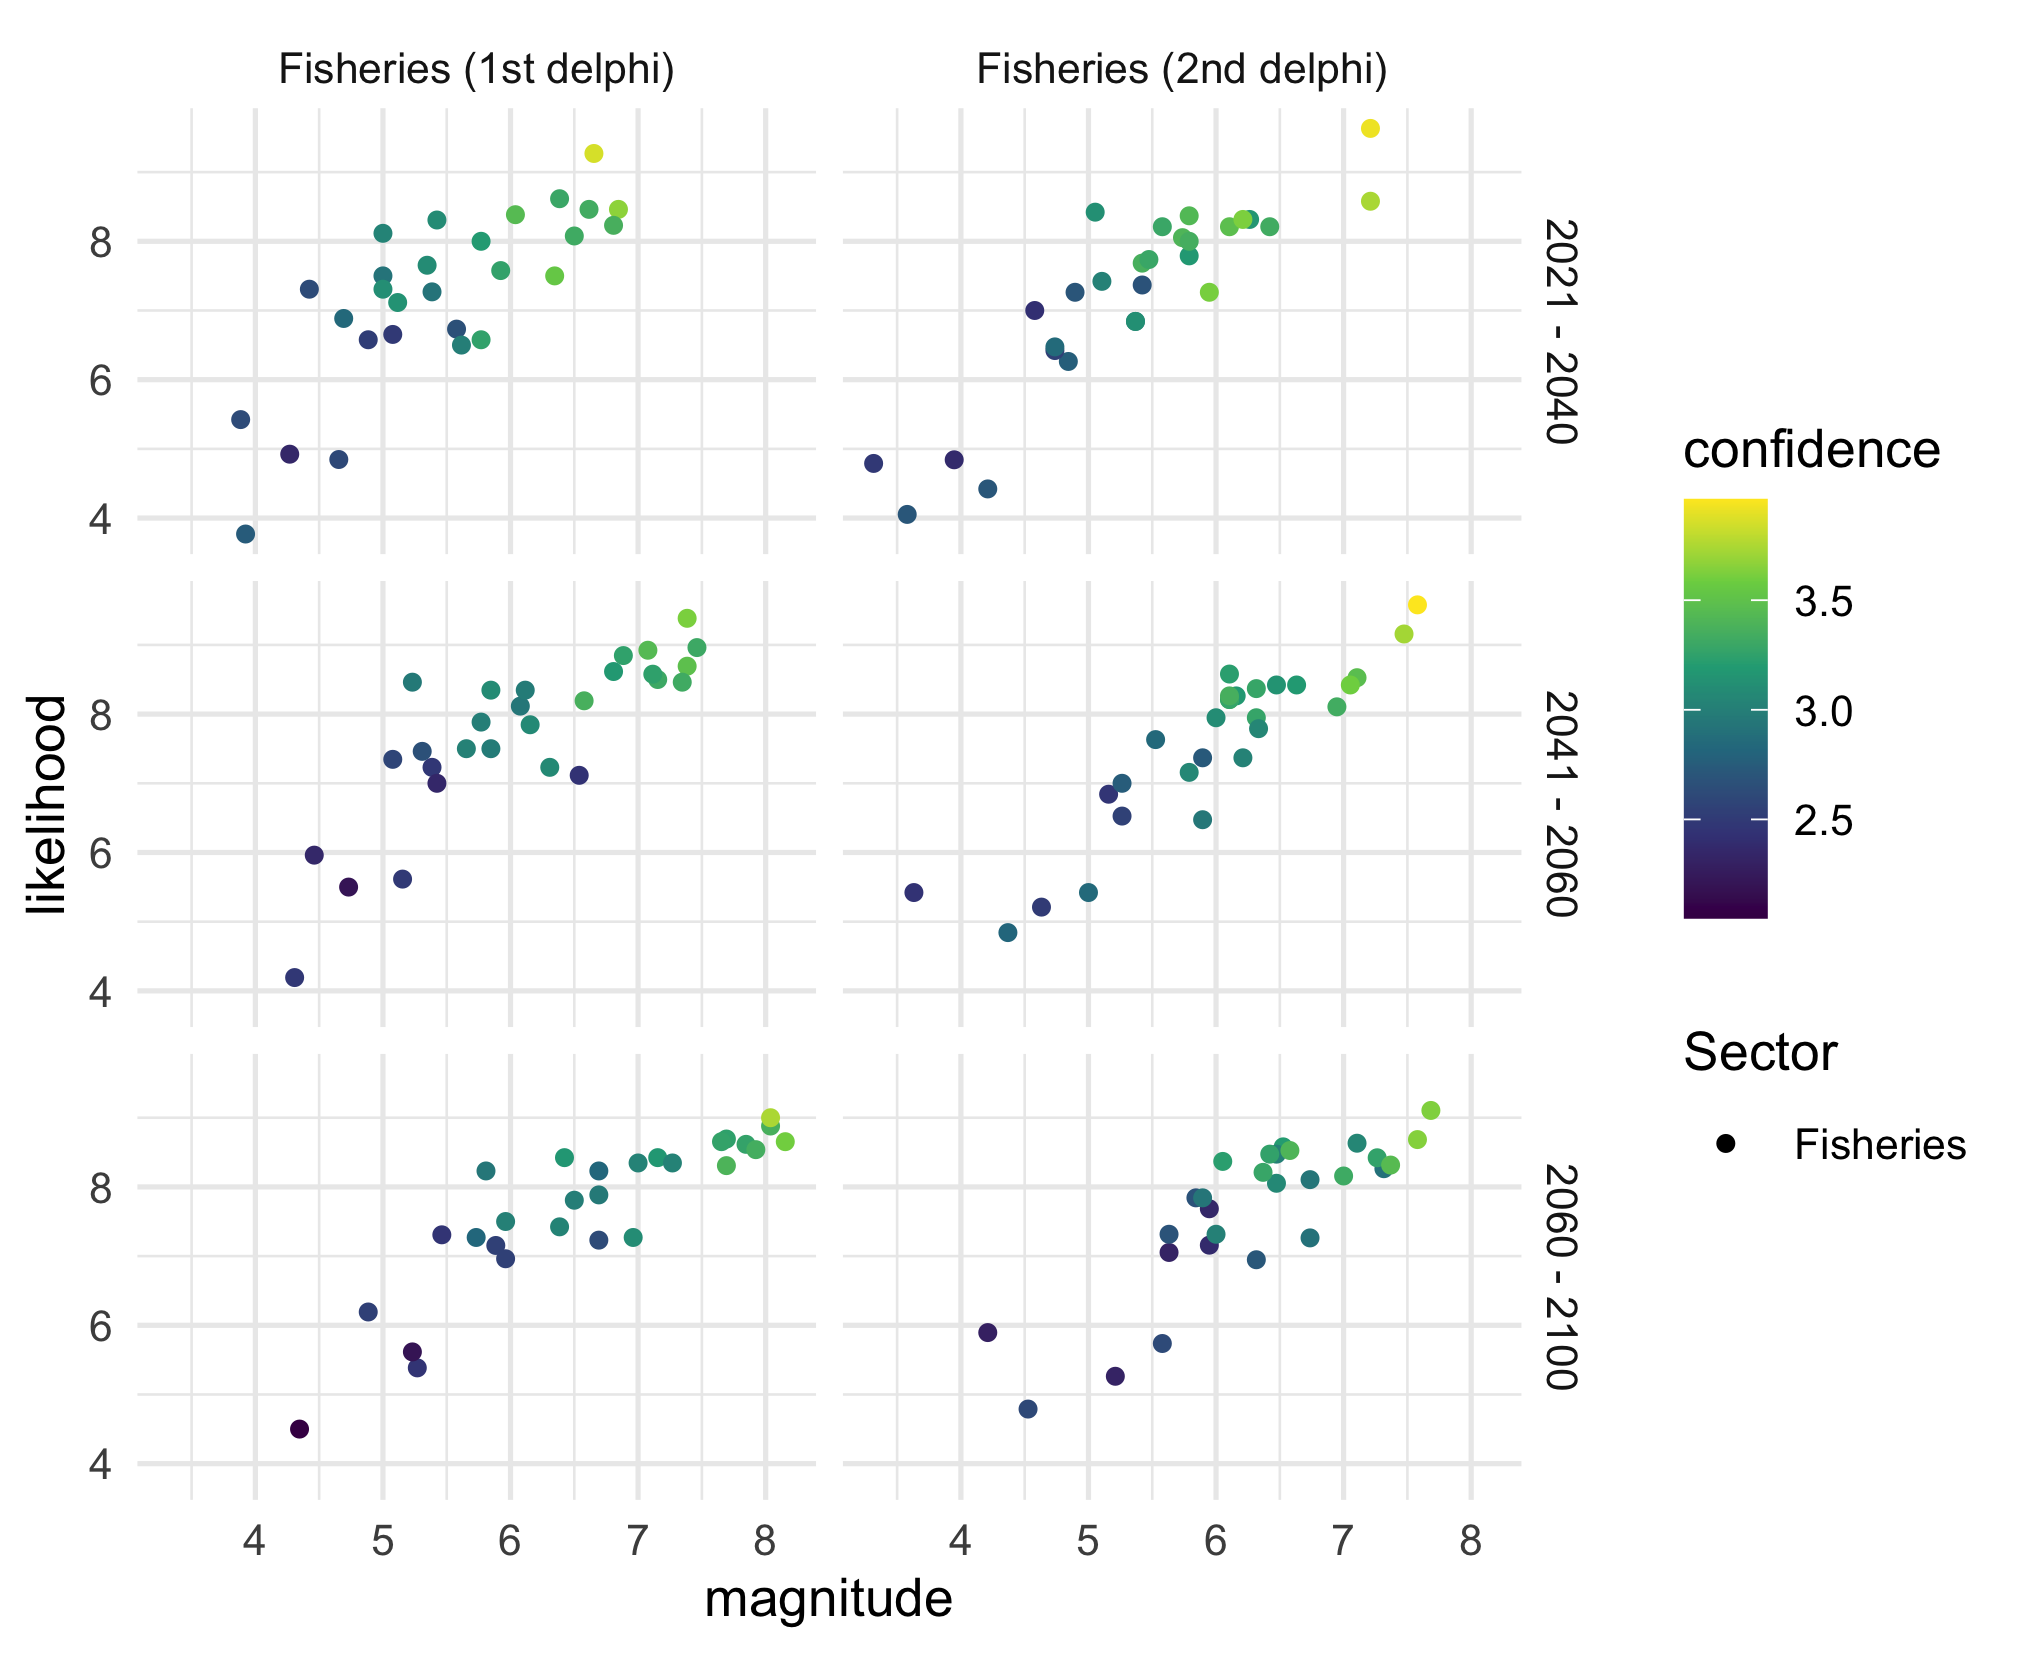 Fisheries (1st delphi)
Fisheries (2nd delphi)
8
6
4
2021 - 2040
likelihood
8
6
4
2041 - 2060
8
6
4
2060 - 2100
4 5 6 7 8
4 5 6 7 8
magnitude
confidence
3.5
3.0
2.5
Sector
Fisheries